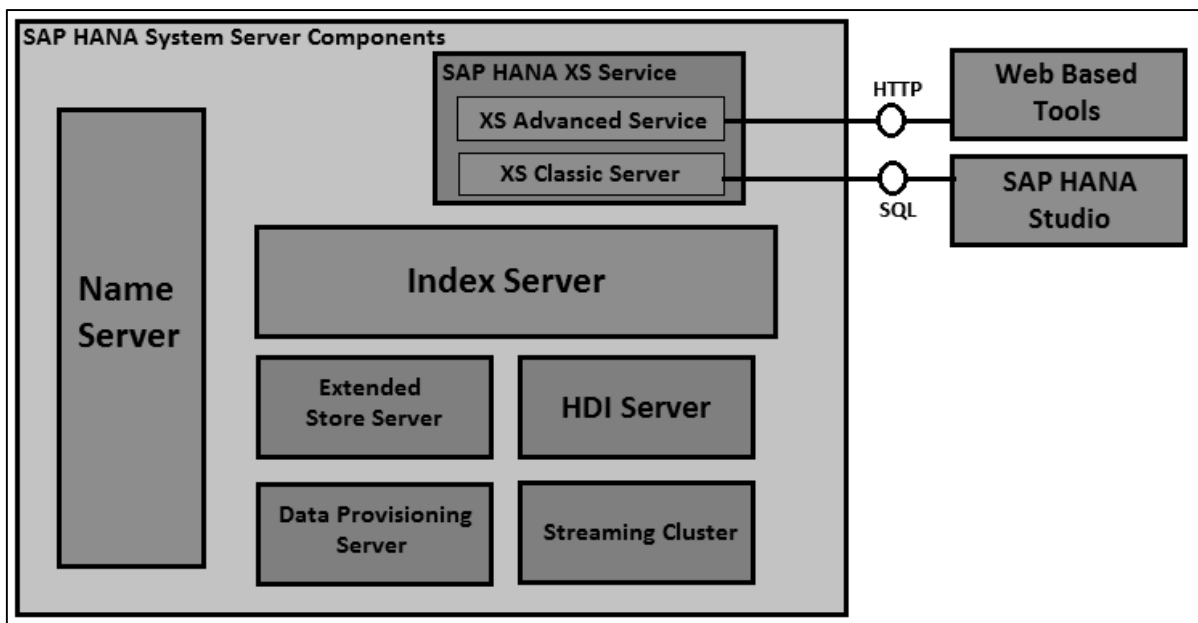 SAP HANA System Server Components
SAP HANA XS Service
XS Advanced Service
XS Classic Server
HTTP
SQL
Web Based
Tools
SAP HANA
Studio
Name
Server
Index Server
Extended
Store Server
HDI Server
Data Provisioning
Server
Streaming Cluster